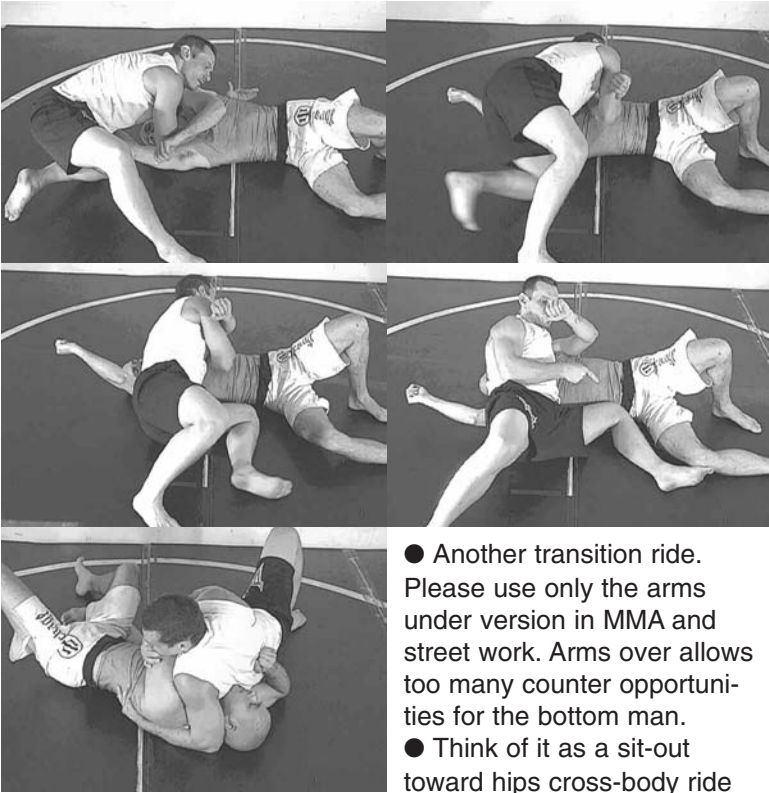 ● Another transition ride.
Please use only the arms
under version in MMA and
street work. Arms over allows
too many counter opportuni-
ties for the bottom man.
● Think of it as a sit-out
toward hips cross-body ride